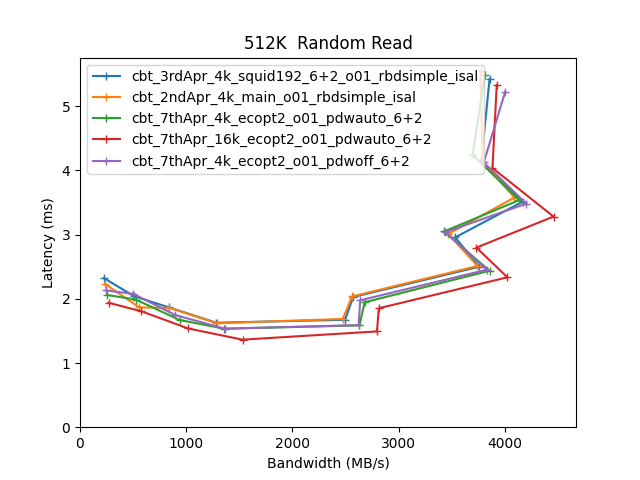 512K  Random Read
cbt_3rdApr_4k_squid192_6+2_o01_rbdsimple_isal
cbt_2ndApr_4k_main_o01_rbdsimple_isal
cbt_7thApr_4k_ecopt2_o01_pdwauto_6+2
cbt_7thApr_16k_ecopt2_o01_pdwauto_6+2
cbt_7thApr_4k_ecopt2_o01_pdwoff_6+2
Latency (ms)
5
4
3
2
1
0
0 1000 2000 3000 4000
Bandwidth (MB/s)